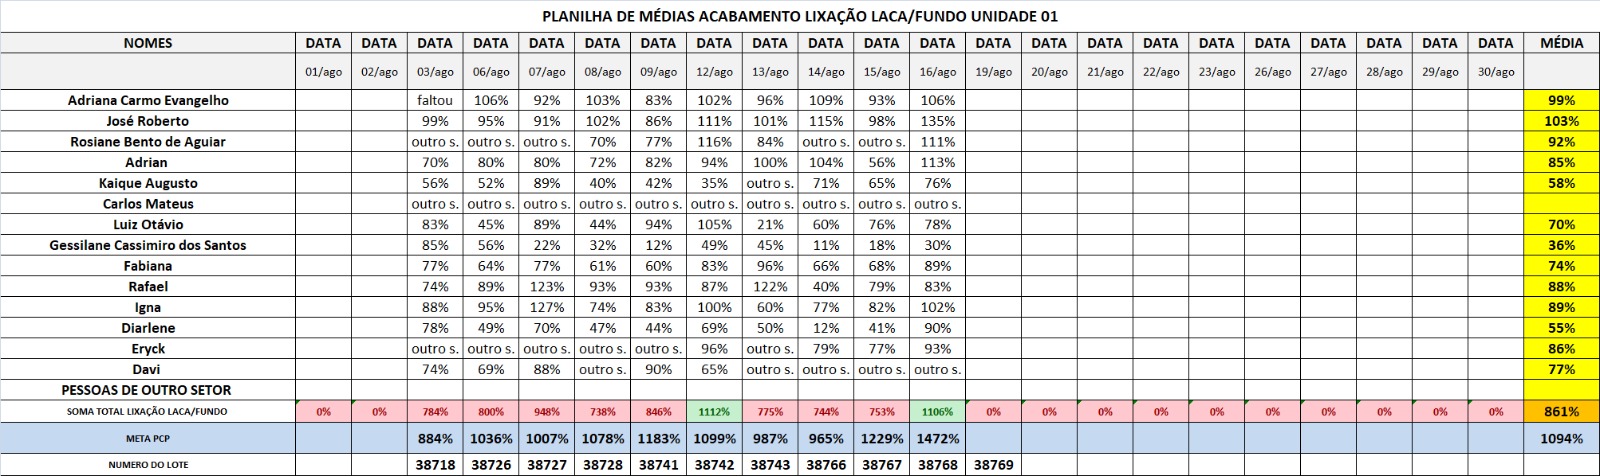 PLANILHA DE MÉDIAS ACABAMENTO LIXAÇÃO LACA/FUNDO UNIDADE 01
NOMES DATA DATA DATA DATA DATA DATA DATA DATA DATA DATA DATA DATA DATA DATA DATA DATA DATA DATA DATA DATA DATA DATA MÉDIA
01/ago 02/ago 03/ago 06/ago 07/ago 08/ago 09/ago 12/ago 13/ago 14/ago 15/ago 16/ago 19/ago 20/ago 21/ago 22/ago 23/ago 26/ago 27/ago 28/ago 29/ago 30/ago
Adriana Carmo Evangelho faltou 106% 92% 103% 83% 102% 96% 109% 93% 106% 99%
José Roberto 99% 95% 91% 102% 86% 111% 101% 115% 98% 135% 103%
Rosiane Bento de Aguiar outro s. outro s. outro s. 70% 77% 116% 84% outro s. outro s. 111% 92%
Adrian 70% 80% 80% 72% 82% 94% 100% 104% 56% 113% 85%
Kaique Augusto 56% 52% 89% 40% 42% 35% outro s. 71% 65% 76% 58%
Carlos Mateus outro s. outro s. outro s. outro s. outro s. outro s. outro s. outro s. outro s. outro s.
Luiz Otávio 83% 45% 89% 44% 94% 105% 21% 60% 76% 78% 70%
Gessilane Cassimiro dos Santos 85% 56% 22% 32% 12% 49% 45% 11% 18% 30% 36%
Fabiana 77% 64% 77% 61% 60% 83% 96% 66% 68% 89% 74%
Rafael 74% 89% 123% 93% 93% 87% 122% 40% 79% 83% 88%
Igna 88% 95% 127% 74% 83% 100% 60% 77% 82% 102% 89%
Diarlene 78% 49% 70% 47% 44% 69% 50% 12% 41% 90% 55%
Eryck outro s. outro s. outro s. outro s. outro s. 96% outro s. 79% 77% 93% 86%
Davi 74% 69% 88% outro s. 90% 65% outro s. outro s. outro s. outro s. 77%
PESSOAS DE OUTRO SETOR
SOMA TOTAL LIXAÇÃO LACA/FUNDO 0% 0% 784% 800% 948% 738% 846% 1112% 775% 744% 753% 1106% 0% 0% 0% 0% 0% 0% 0% 0% 0% 0% 861%
META PCP 884% 1036% 1007% 1078% 1183% 1099% 987% 965% 1229% 1472% 1094%
NUMERO DO LOTE 38718 38726 38727 38728 38741 38742 38743 38766 38767 38768 38769